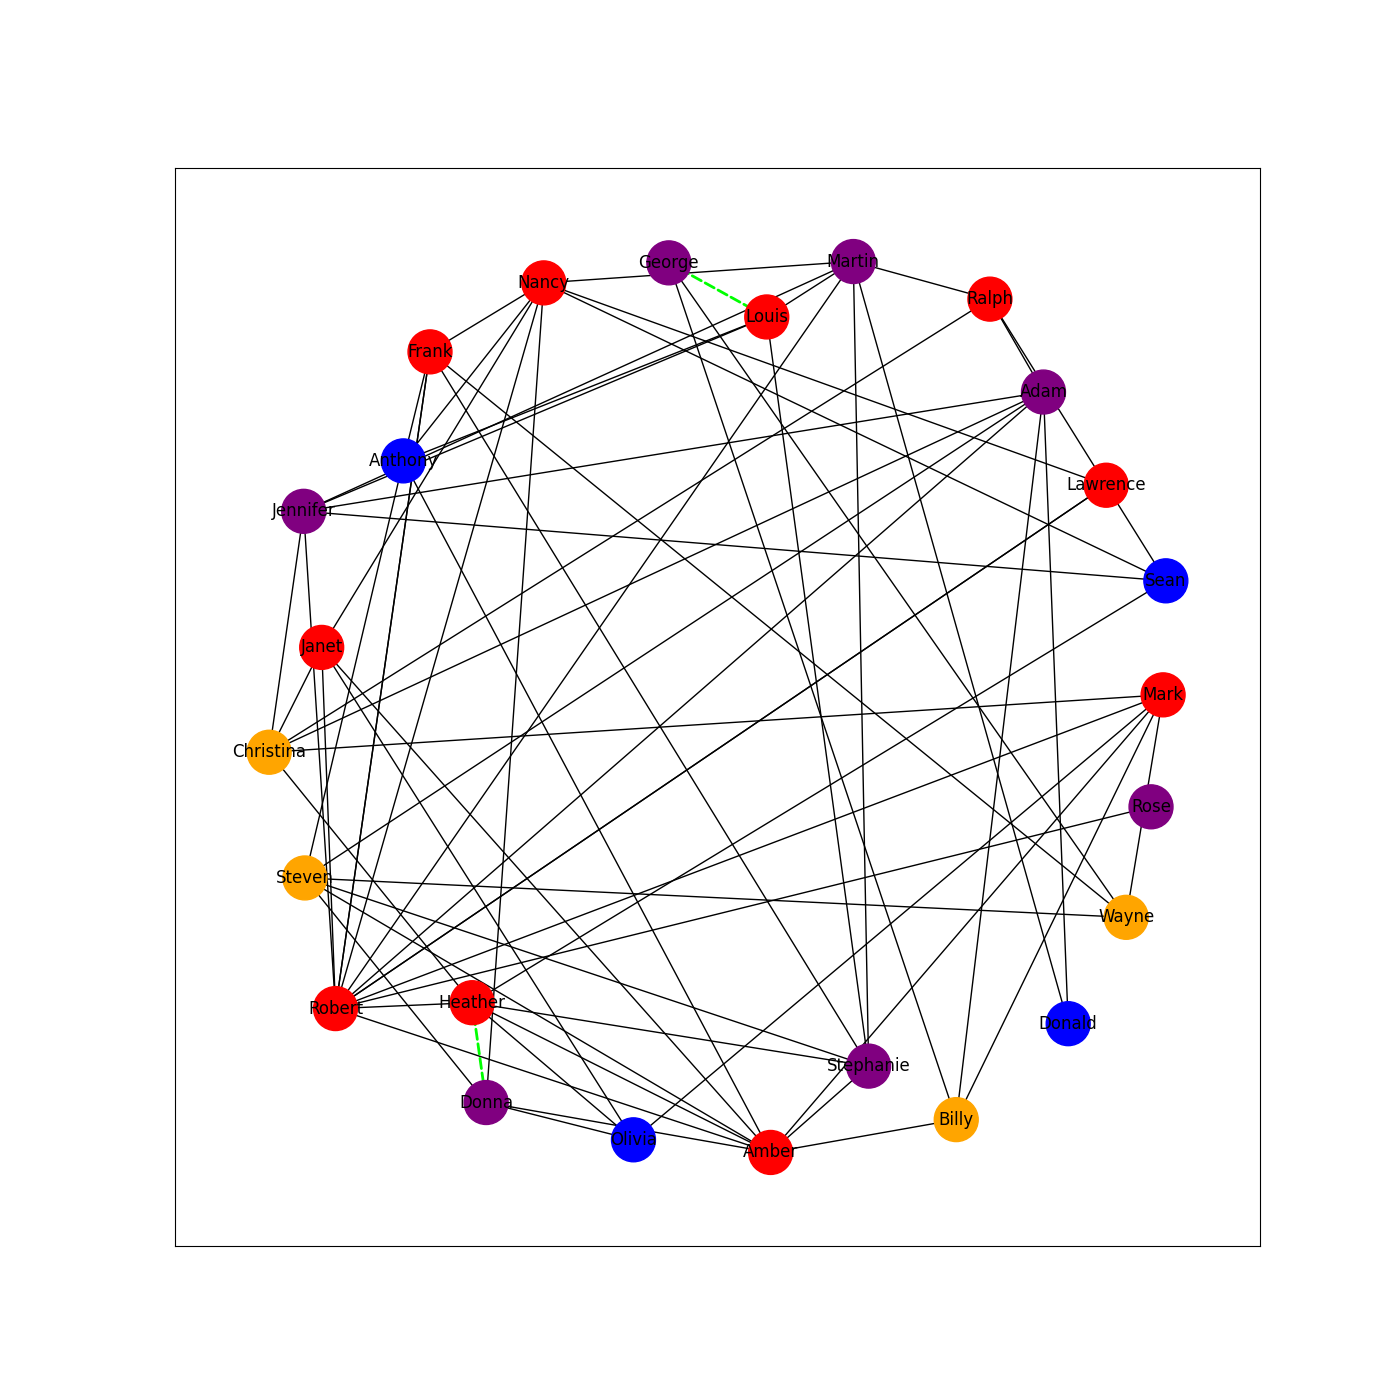 George
Martin
Nancy
Ralph
Louis
Frank
Adam
Anthony
Lawrence
Jennifer
Sean
Janet
Mark
Christina
Rose
Steven
Wayne
Heather
Robert
Donald
Stephanie
Donna
Billy
Olivia
Amber